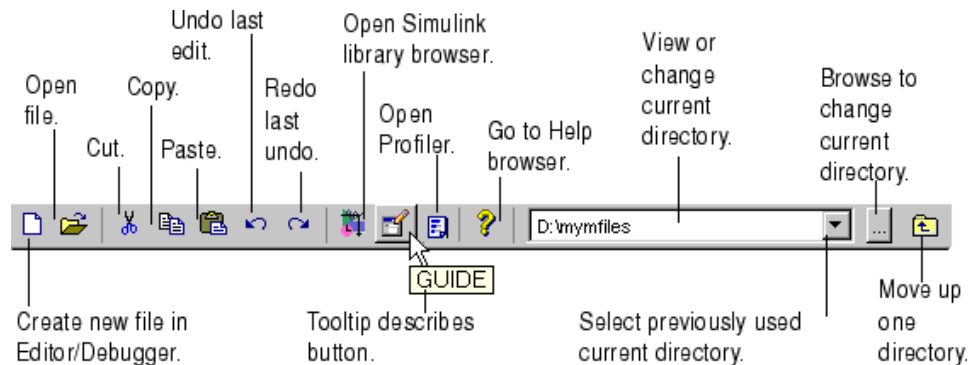 Undo last
edit.
Open Simulink
library browser.
View or
change
current
directory.
Browse to
change
current
directory.
Open
file.
Copy.
Redo
last
undo.
Open
Profiler.
Go to Help
browser.
Cut.
Paste.
D:\mymfiles
...
GUIDE
Create new file in
Editor/Debugger.
Tooltip describes
button.
Select previously used
current directory.
Move up
one
directory.